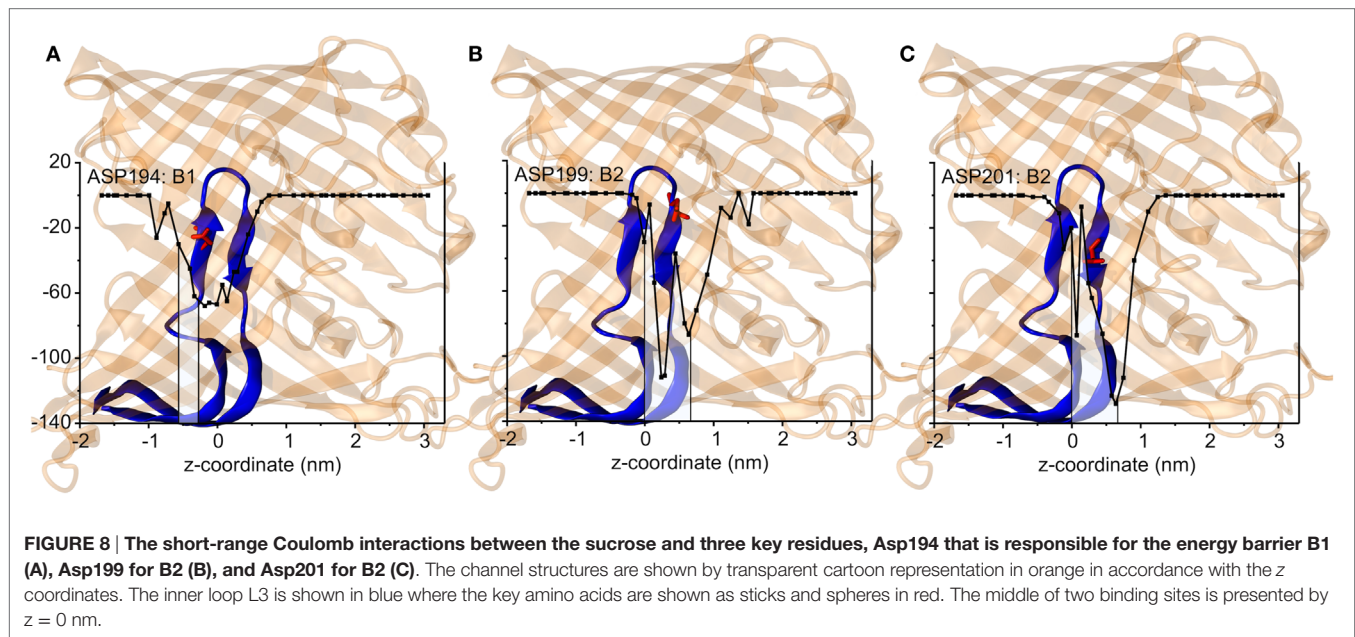 A
B
C
20
0
-20
-60
-100
-140
ASP194: B1
ASP199: B2
ASP201: B2
-2 -1 0 1 2 3
-2 -1 0 1 2 3
-2 -1 0 1 2 3
z-coordinate (nm)
z-coordinate (nm)
z-coordinate (nm)
FIGURE 8 | The short-range Coulomb interactions between the sucrose and three key residues, Asp194 that is responsible for the energy barrier B1
(A), Asp199 for B2 (B), and Asp201 for B2 (C). The channel structures are shown by transparent cartoon representation in orange in accordance with the z
coordinates. The inner loop L3 is shown in blue where the key amino acids are shown as sticks and spheres in red. The middle of two binding sites is presented by
z = 0 nm.